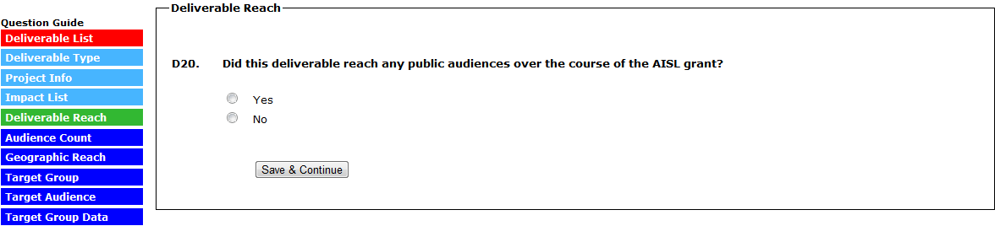 Question Guide
Deliverable List
Deliverable Type
Project Info
Impact List
Deliverable Reach
Audience Count
Geographic Reach
Target Group
Target Audience
Target Group Data
Deliverable Reach
D20. Did this deliverable reach any public audiences over the course of the AISL grant?
Yes
No
Save & Continue